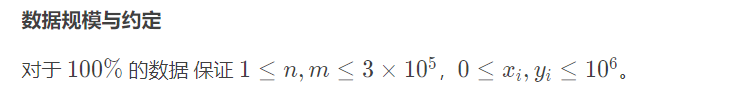 数据规模与约定
对于 100% 的数据 保证 1 ≤ n, m ≤ 3 × 10⁵，0 ≤ xᵢ, yᵢ ≤ 10⁶。